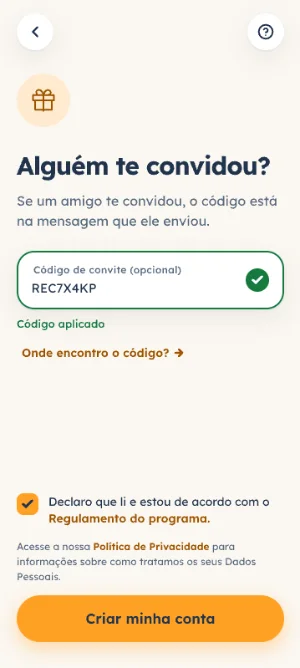 Alguém te convidou?
Se um amigo te convidou, o código está
na mensagem que ele enviou.
Código de convite (opcional)
REC7X4KP
Código aplicado
Onde encontro o código? →
Declaro que li e estou de acordo com o
Regulamento do programa.
Acesse a nossa Política de Privacidade para
informações sobre como tratamos os seus Dados
Pessoais.
Criar minha conta